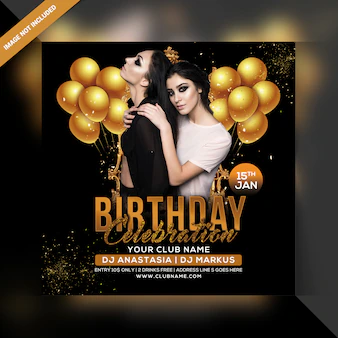 IMAGE NOT INCLUDED
15TH
JAN
BIRTHDAY
Celebration
YOUR CLUB NAME
DJ ANASTASIA | DJ MARKUS
ENTRY 10$ ONLY | 2 DRINKS FREE | ADDRESS LINE 5 GOES HERE
WWW.CLUBNAME.COM